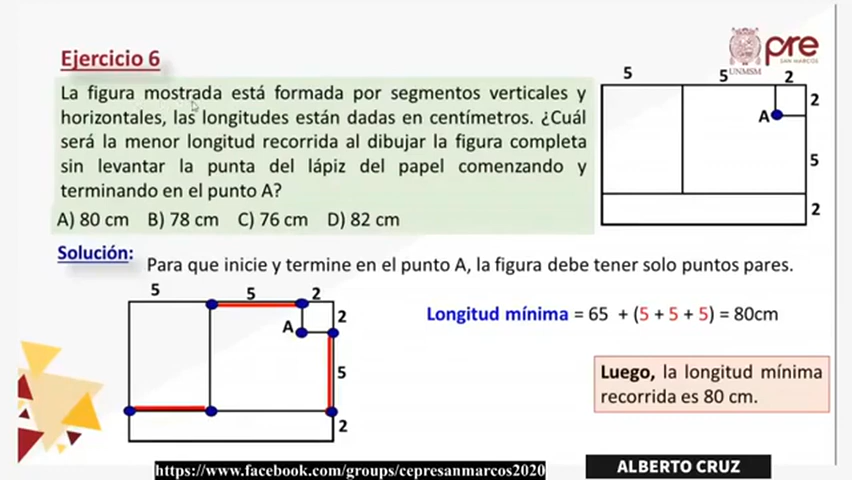 Ejercicio 6
UNMSM
pre
SAN MARCOS
La figura mostrada está formada por segmentos verticales y
horizontales, las longitudes están dadas en centímetros. ¿Cuál
será la menor longitud recorrida al dibujar la figura completa
sin levantar la punta del lápiz del papel comenzando y
terminando en el punto A?
A) 80 cm B) 78 cm C) 76 cm D) 82 cm
5 5 2
2
A
5
2
Solución:
Para que inicie y termine en el punto A, la figura debe tener solo puntos pares.
5 5 2
2
A
5
2
Longitud mínima = 65 + (5 + 5 + 5) = 80cm
Luego, la longitud mínima
recorrida es 80 cm.
https://www.facebook.com/groups/cepresanmarcos2020
ALBERTO CRUZ